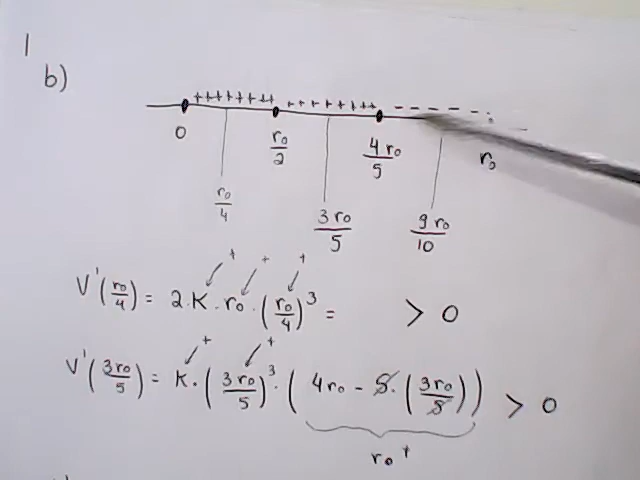 1
b)
+++++++ ++++++++ - - - - - -
0 r₀/2 4r₀/5 r₀
r₀/4 3r₀/5 9r₀/10
+ + +
V'(r₀/4) = 2.K.r₀.(r₀/4)³ = > 0
+ +
V'(3r₀/5) = K.(3r₀/5)³.(4r₀ - 5.(3r₀/5)) > 0
r₀ +